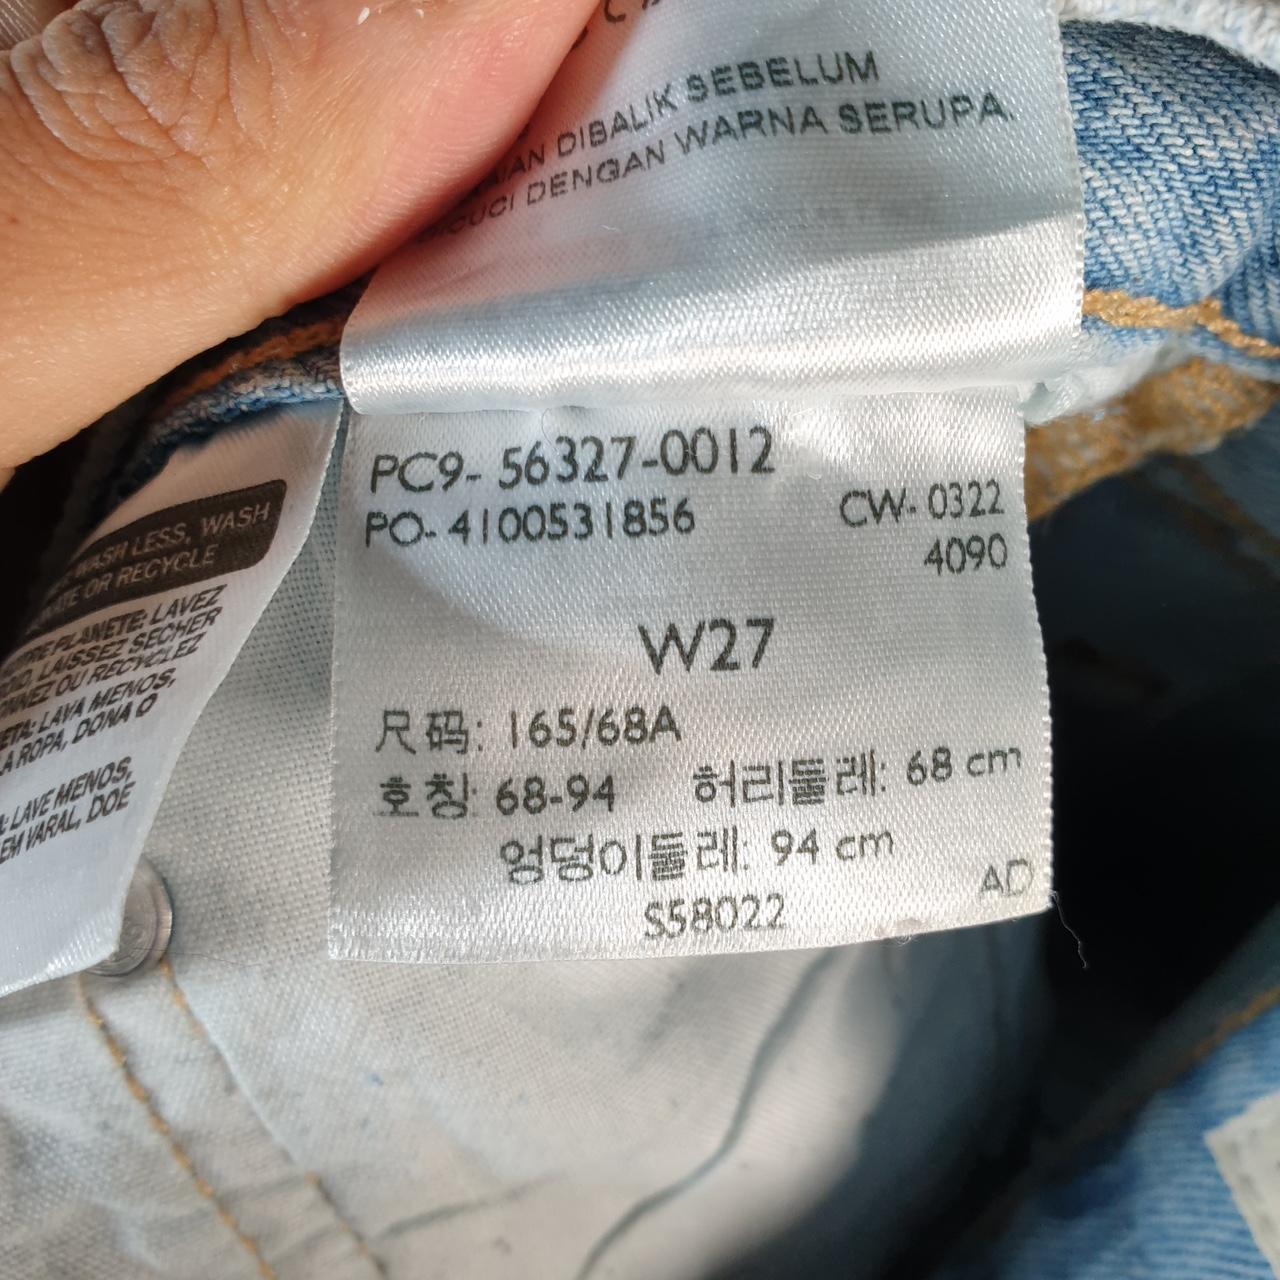 DIBALIK SEBELUM
DENGAN WARNA SERUPA.
PC9- 56327-0012
PO- 4100531856
CW- 0322
4090
W27
尺码: 165/68A
호칭: 68-94 허리둘레: 68 cm
엉덩이둘레: 94 cm
S58022
AD
WASH LESS, WASH
OR RECYCLE
PLANETE: LAVEZ
LAISSEZ SECHER
OU RECYCLEZ
LAVA MENOS,
LA ROPA, DONA O
LAVE MENOS,
EM VARAL, DOE